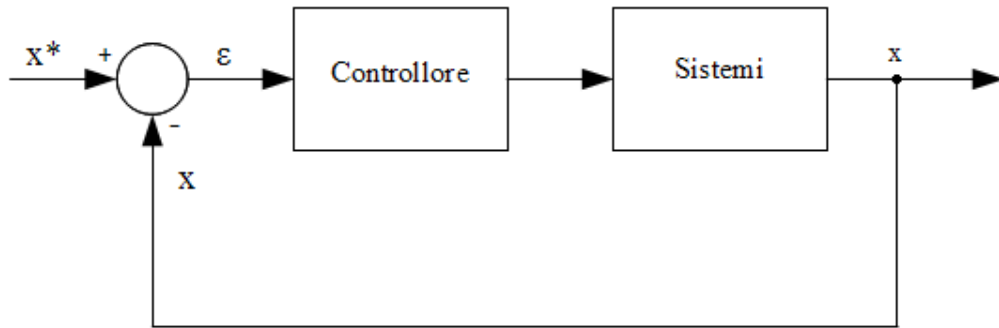 x*
+
ε
Controllore
Sistemi
x
-
x